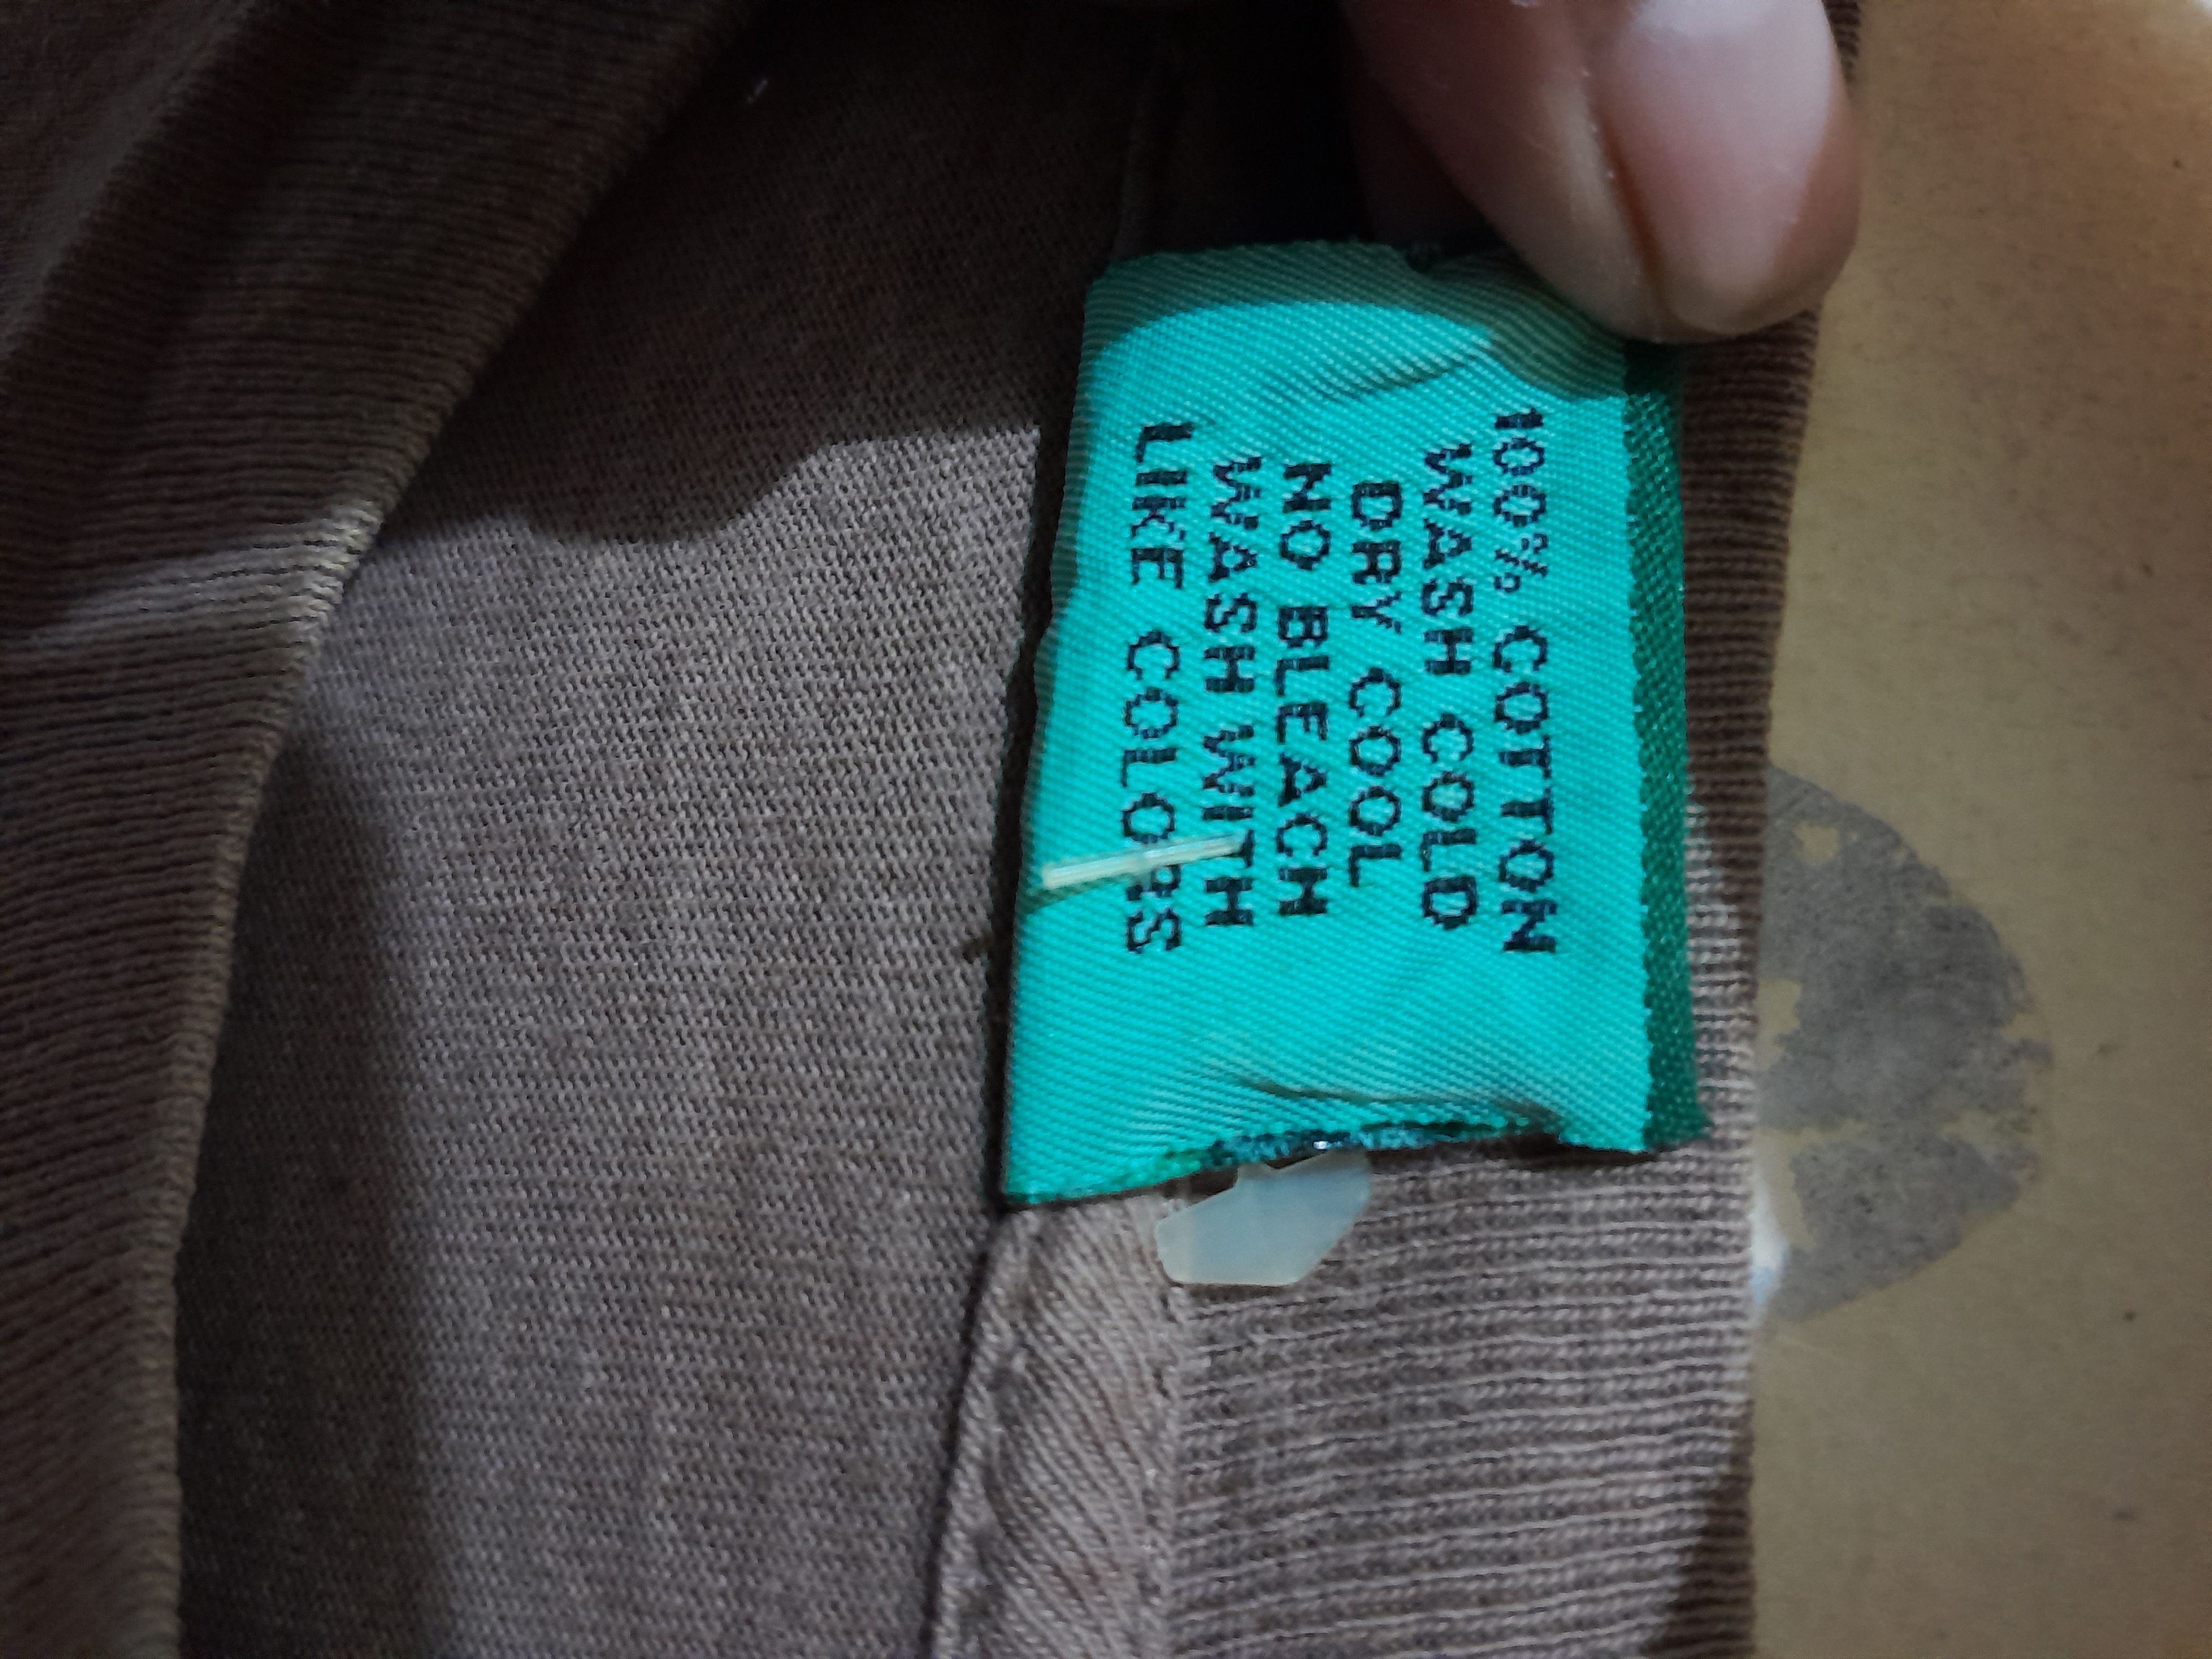 100% COTTON
WASH COLD
DRY COOL
NO BLEACH
WASH WITH
LIKE COLORS